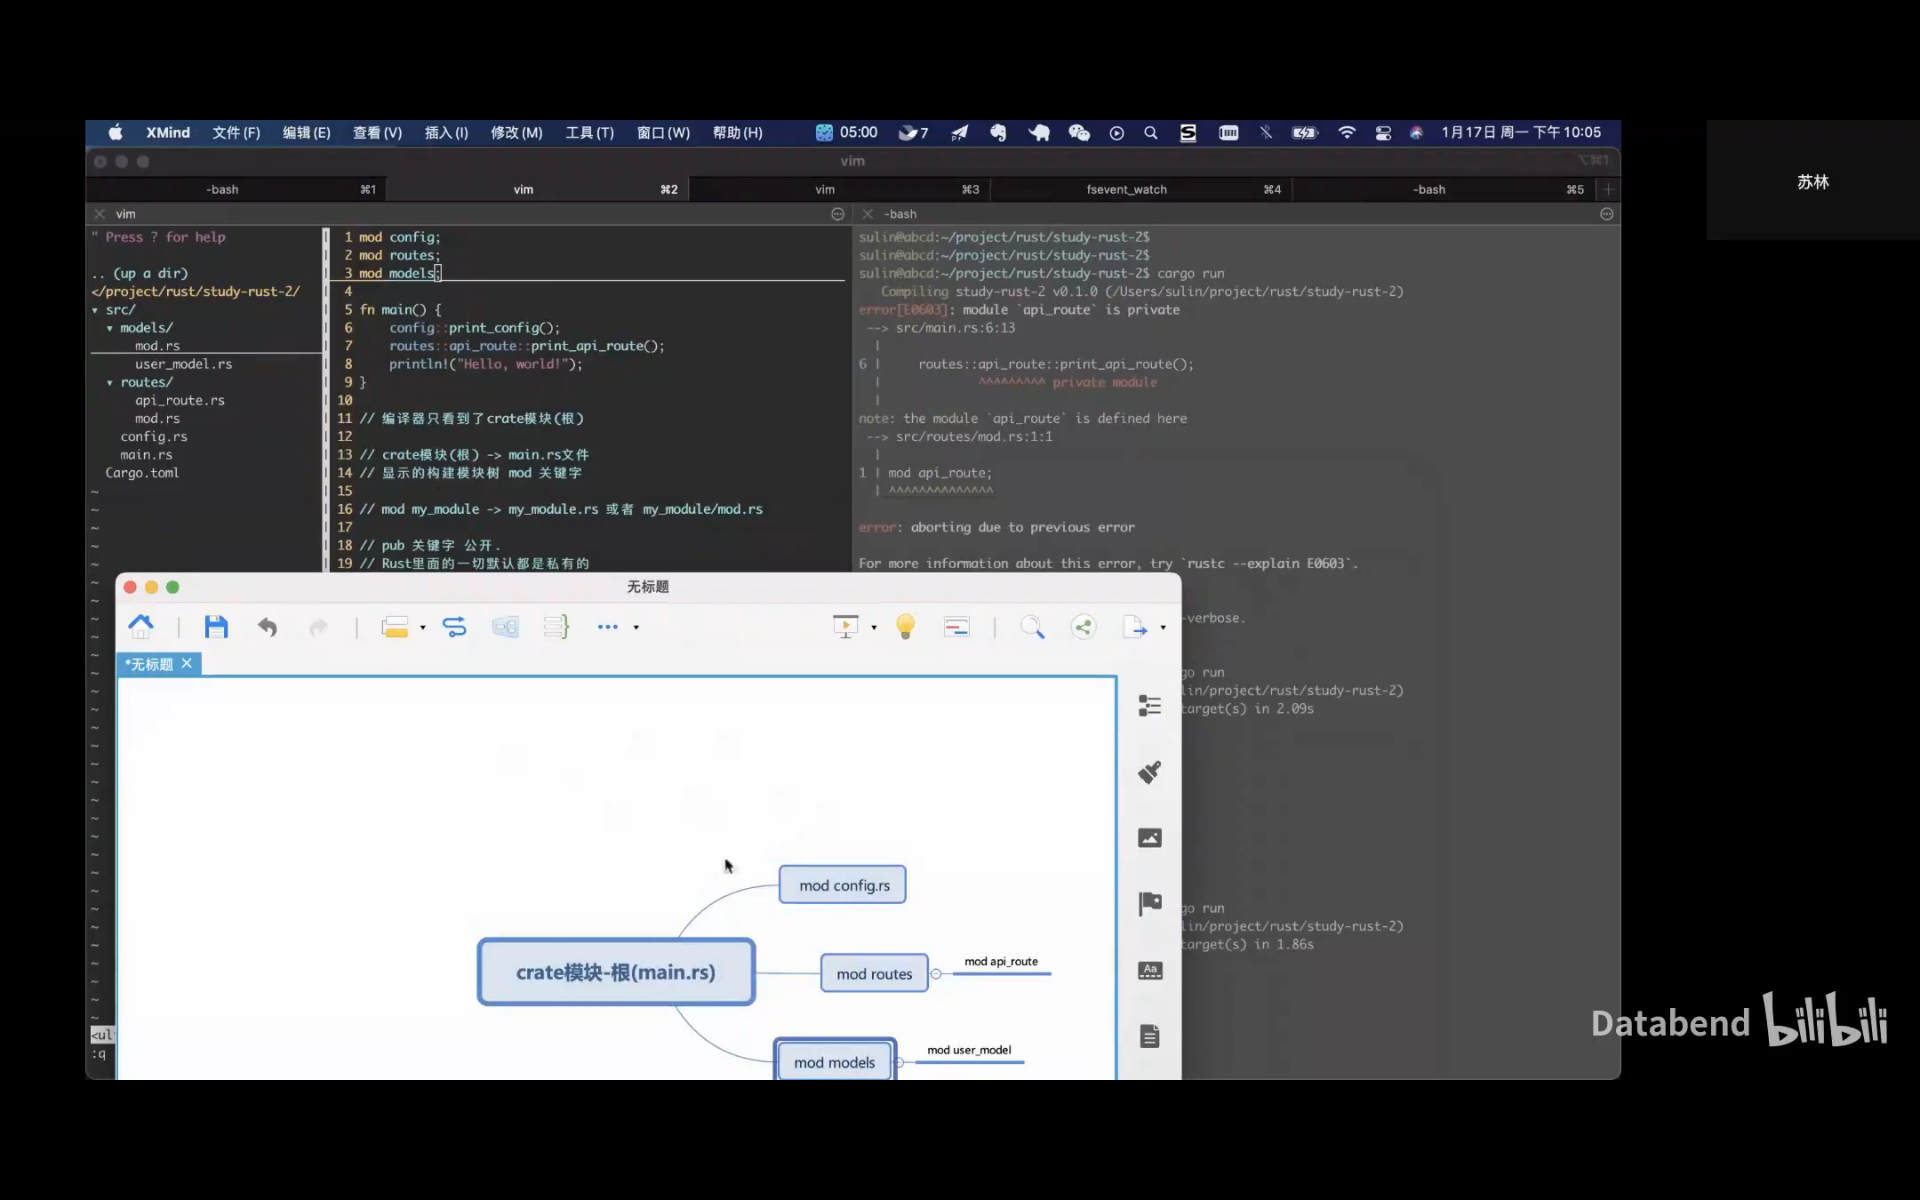 XMind 文件(F) 编辑(E) 查看(V) 插入(I) 修改(M) 工具(T) 窗口(W) 帮助(H) 05:00 7 1月17日 周一 下午10:05
vim ⌥⌘1
-bash ⌘1 vim ⌘2 vim ⌘3 fsevent_watch ⌘4 -bash ⌘5
vim
-bash
" Press ? for help
.. (up a dir)
</project/rust/study-rust-2/
▾ src/
▾ models/
mod.rs
user_model.rs
▾ routes/
api_route.rs
mod.rs
config.rs
main.rs
Cargo.toml
<ul
:q
1 mod config;
2 mod routes;
3 mod models;
4
5 fn main() {
6 config::print_config();
7 routes::api_route::print_api_route();
8 println!("Hello, world!");
9 }
10
11 // 编译器只看到了crate模块(根)
12
13 // crate模块(根) -> main.rs文件
14 // 显示的构建模块树 mod 关键字
15
16 // mod my_module -> my_module.rs 或者 my_module/mod.rs
17
18 // pub 关键字 公开.
19 // Rust里面的一切默认都是私有的
sulin@abcd:~/project/rust/study-rust-2$
sulin@abcd:~/project/rust/study-rust-2$
sulin@abcd:~/project/rust/study-rust-2$ cargo run
Compiling study-rust-2 v0.1.0 (/Users/sulin/project/rust/study-rust-2)
error[E0603]: module `api_route` is private
--> src/main.rs:6:13
|
6 | routes::api_route::print_api_route();
| ^^^^^^^^^ private module
|
note: the module `api_route` is defined here
--> src/routes/mod.rs:1:1
|
1 | mod api_route;
| ^^^^^^^^^^^^^^
error: aborting due to previous error
For more information about this error, try `rustc --explain E0603`.
-verbose.
go run
lin/project/rust/study-rust-2)
target(s) in 2.09s
go run
lin/project/rust/study-rust-2)
target(s) in 1.86s
无标题
*无标题
Aa
mod config.rs
crate模块-根(main.rs)
mod routes
mod api_route
mod models
mod user_model
苏林
Databend bilibili